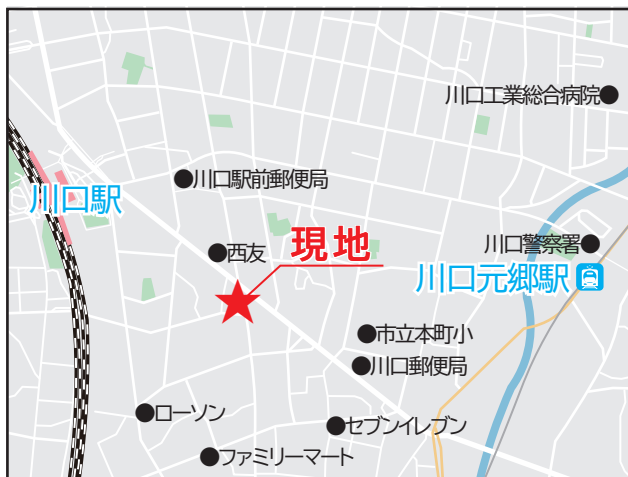 川口工業総合病院
川口駅前郵便局
川口駅
現地
川口警察署
西友
川口元郷駅
市立本町小
川口郵便局
ローソン
セブンイレブン
ファミリーマート